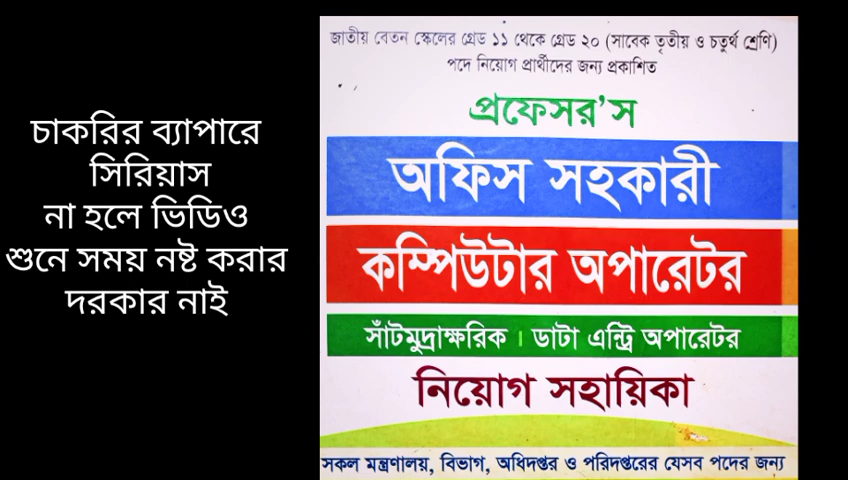 চাকরির ব্যাপারে
সিরিয়াস
না হলে ভিডিও
শুনে সময় নষ্ট করার
দরকার নাই
জাতীয় বেতন স্কেলের গ্রেড ১১ থেকে গ্রেড ২০ (সাবেক তৃতীয় ও চতুর্থ শ্রেণি)
পদে নিয়োগ প্রার্থীদের জন্য প্রকাশিত
প্রফেসর’স
অফিস সহকারী
কম্পিউটার অপারেটর
সাঁটমুদ্রাক্ষরিক । ডাটা এন্ট্রি অপারেটর
নিয়োগ সহায়িকা
সকল মন্ত্রণালয়, বিভাগ, অধিদপ্তর ও পরিদপ্তরের যেসব পদের জন্য